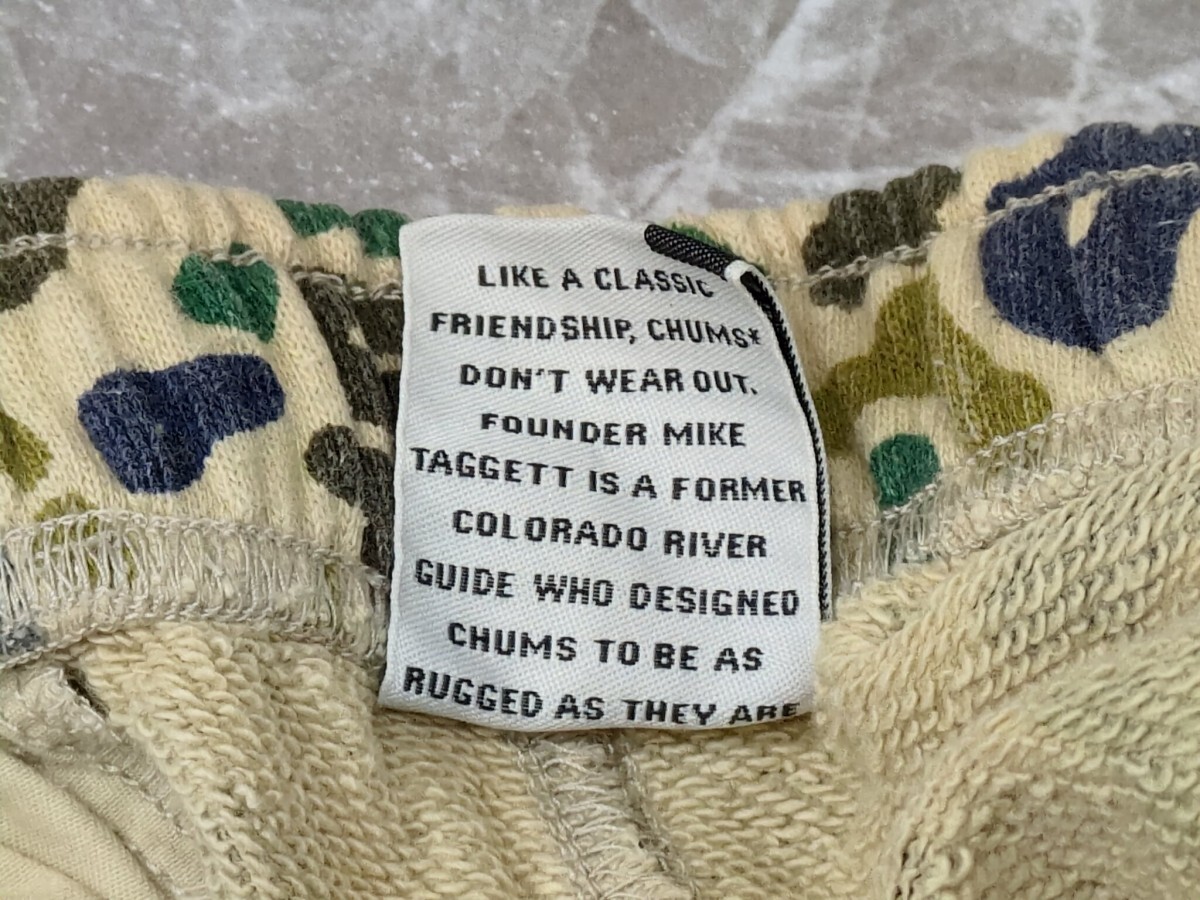 LIKE A CLASSIC
FRIENDSHIP, CHUMS*
DON'T WEAR OUT.
FOUNDER MIKE
TAGGETT IS A FORMER
COLORADO RIVER
GUIDE WHO DESIGNED
CHUMS TO BE AS
RUGGED AS THEY ARE